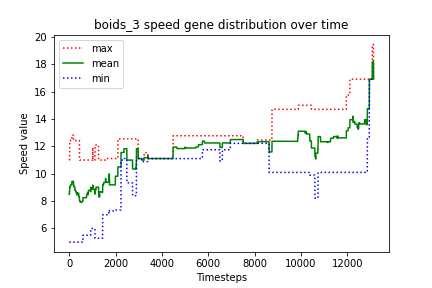 boids_3 speed gene distribution over time
max
mean
min
Speed value
20
18
16
14
12
10
8
6
0 2000 4000 6000 8000 10000 12000
Timesteps